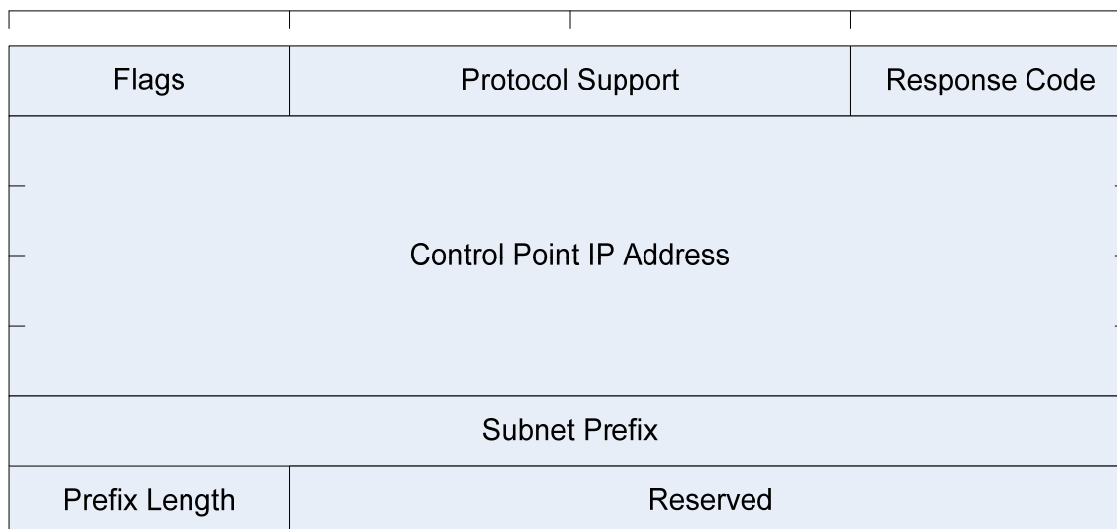 Flags
Protocol Support
Response Code
Control Point IP Address
Subnet Prefix
Prefix Length
Reserved